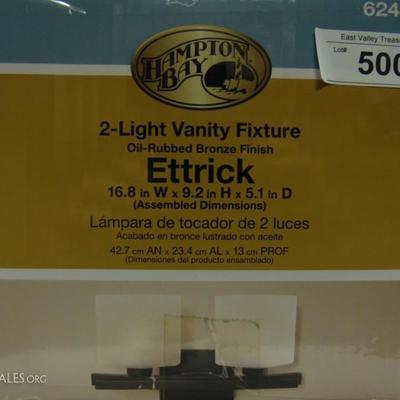 624
East Valley Treasu
Lot#:
500
HAMPTON
BAY
2-Light Vanity Fixture
Oil-Rubbed Bronze Finish
Ettrick
16.8 in W x 9.2 in H x 5.1 in D
(Assembled Dimensions)
Lámpara de tocador de 2 luces
Acabado en bronce lustrado con aceite
42.7 cm AN x 23.4 cm AL x 13 cm PROF
(Dimensiones del producto ensamblado)
ALES.ORG